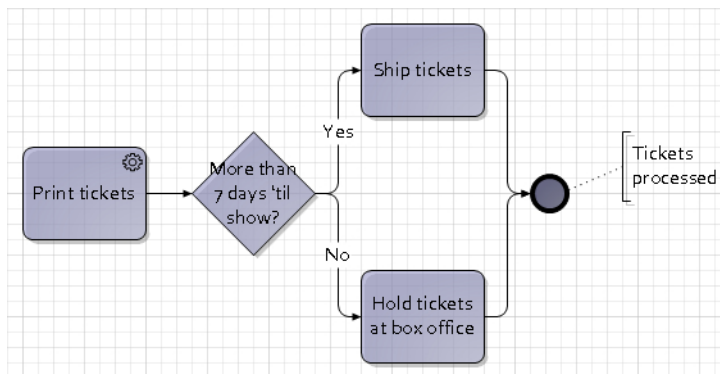 Print tickets
More than
7 days 'til
show?
Yes
No
Ship tickets
Hold tickets
at box office
Tickets
processed